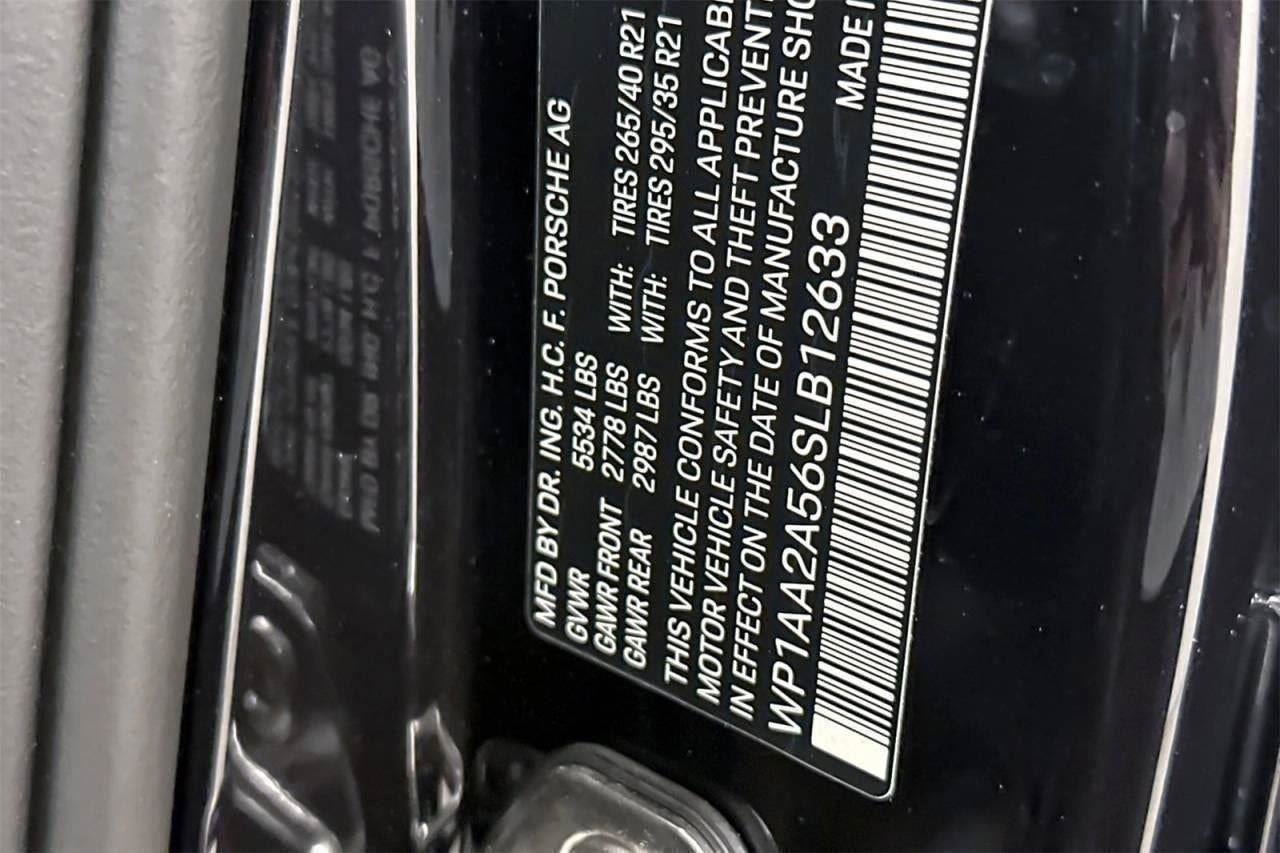 MFD BY DR. ING. H.C. F. PORSCHE AG
GVWR 5534 LBS
GAWR FRONT 2778 LBS WITH: TIRES 265/40 R21
GAWR REAR 2987 LBS WITH: TIRES 295/35 R21
THIS VEHICLE CONFORMS TO ALL APPLICAB
MOTOR VEHICLE SAFETY AND THEFT PREVENTI
IN EFFECT ON THE DATE OF MANUFACTURE SHO
WP1AA2A56SLB12633 MADE I